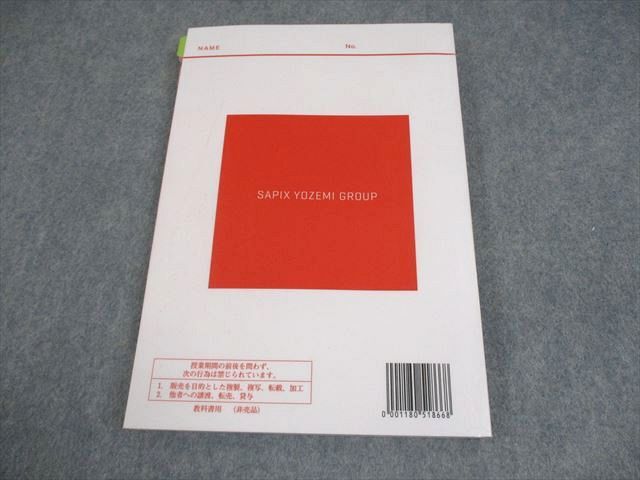 NAME No.
SAPIX YOZEMI GROUP
授業期間の前後を問わず、
次の行為は禁じられています。
1. 販売を目的とした複製、複写、転載、加工
2. 他者への譲渡、転売、貸与
教科書用 (非売品)
0001180518668